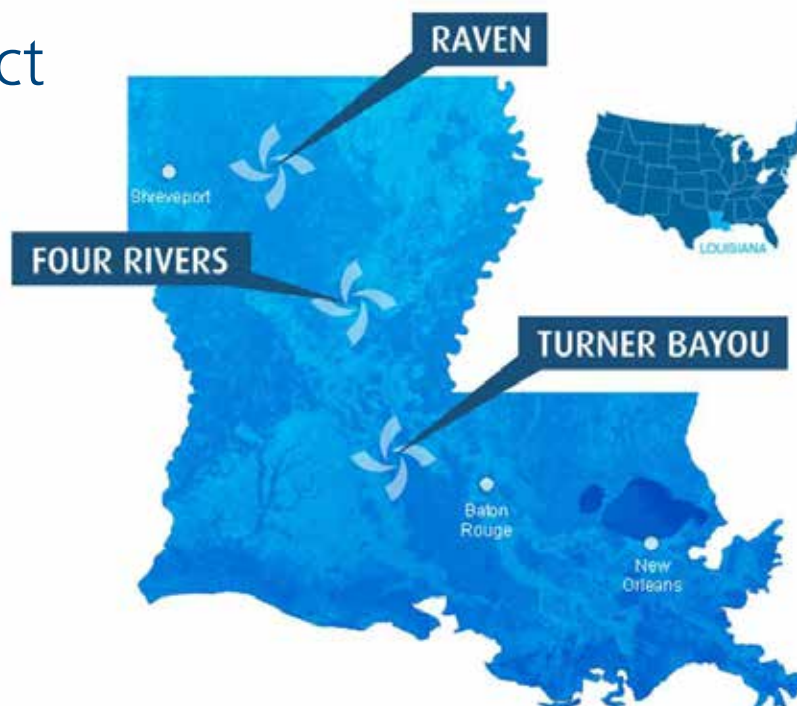 ct
RAVEN
Shreveport
LOUISIANA
FOUR RIVERS
TURNER BAYOU
Baton
Rouge
New
Orleans